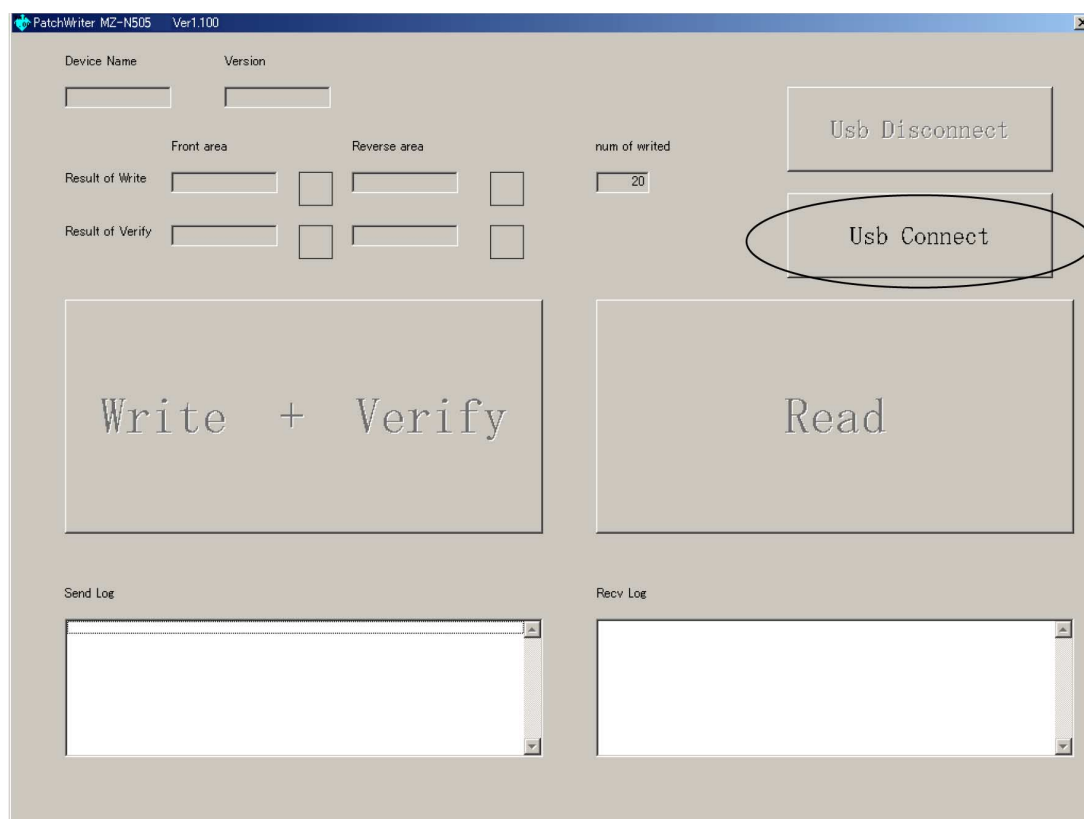 PatchWriter MZ-N505 Ver1.100
Device Name Version
Usb Disconnect
Front area Reverse area num of writed
Result of Write 20
Result of Verify
Usb Connect
Write + Verify Read
Send Log Recv Log